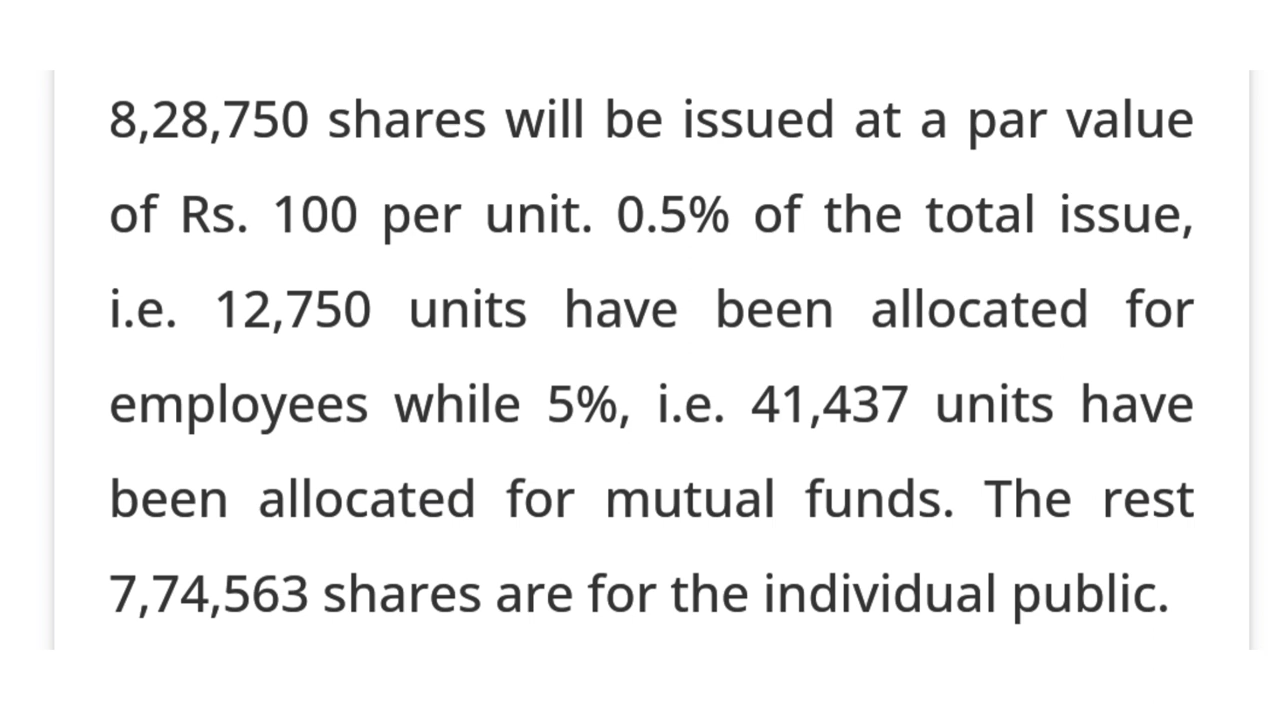 8,28,750 shares will be issued at a par value
of Rs. 100 per unit. 0.5% of the total issue,
i.e. 12,750 units have been allocated for
employees while 5%, i.e. 41,437 units have
been allocated for mutual funds. The rest
7,74,563 shares are for the individual public.